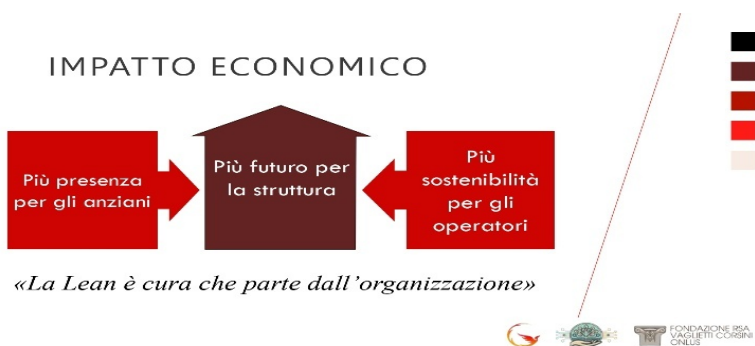 IMPATTO ECONOMICO
Più presenza
per gli anziani
Più futuro per
la struttura
Più
sostenibilità
per gli
operatori
«La Lean è cura che parte dall'organizzazione»
FONDAZIONE RSA
VAGLIETTI CORSINI
ONLUS